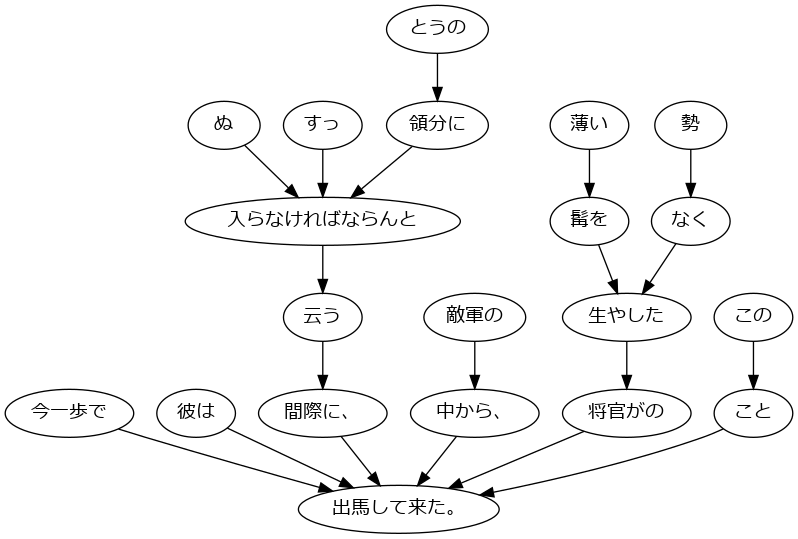 とうの
ぬ
すっ
領分に
薄い
勢
入らなければならんと
髯を
なく
云う
敵軍の
生やした
この
今一歩で
彼は
間際に、
中から、
将官がの
こと
出馬して来た。